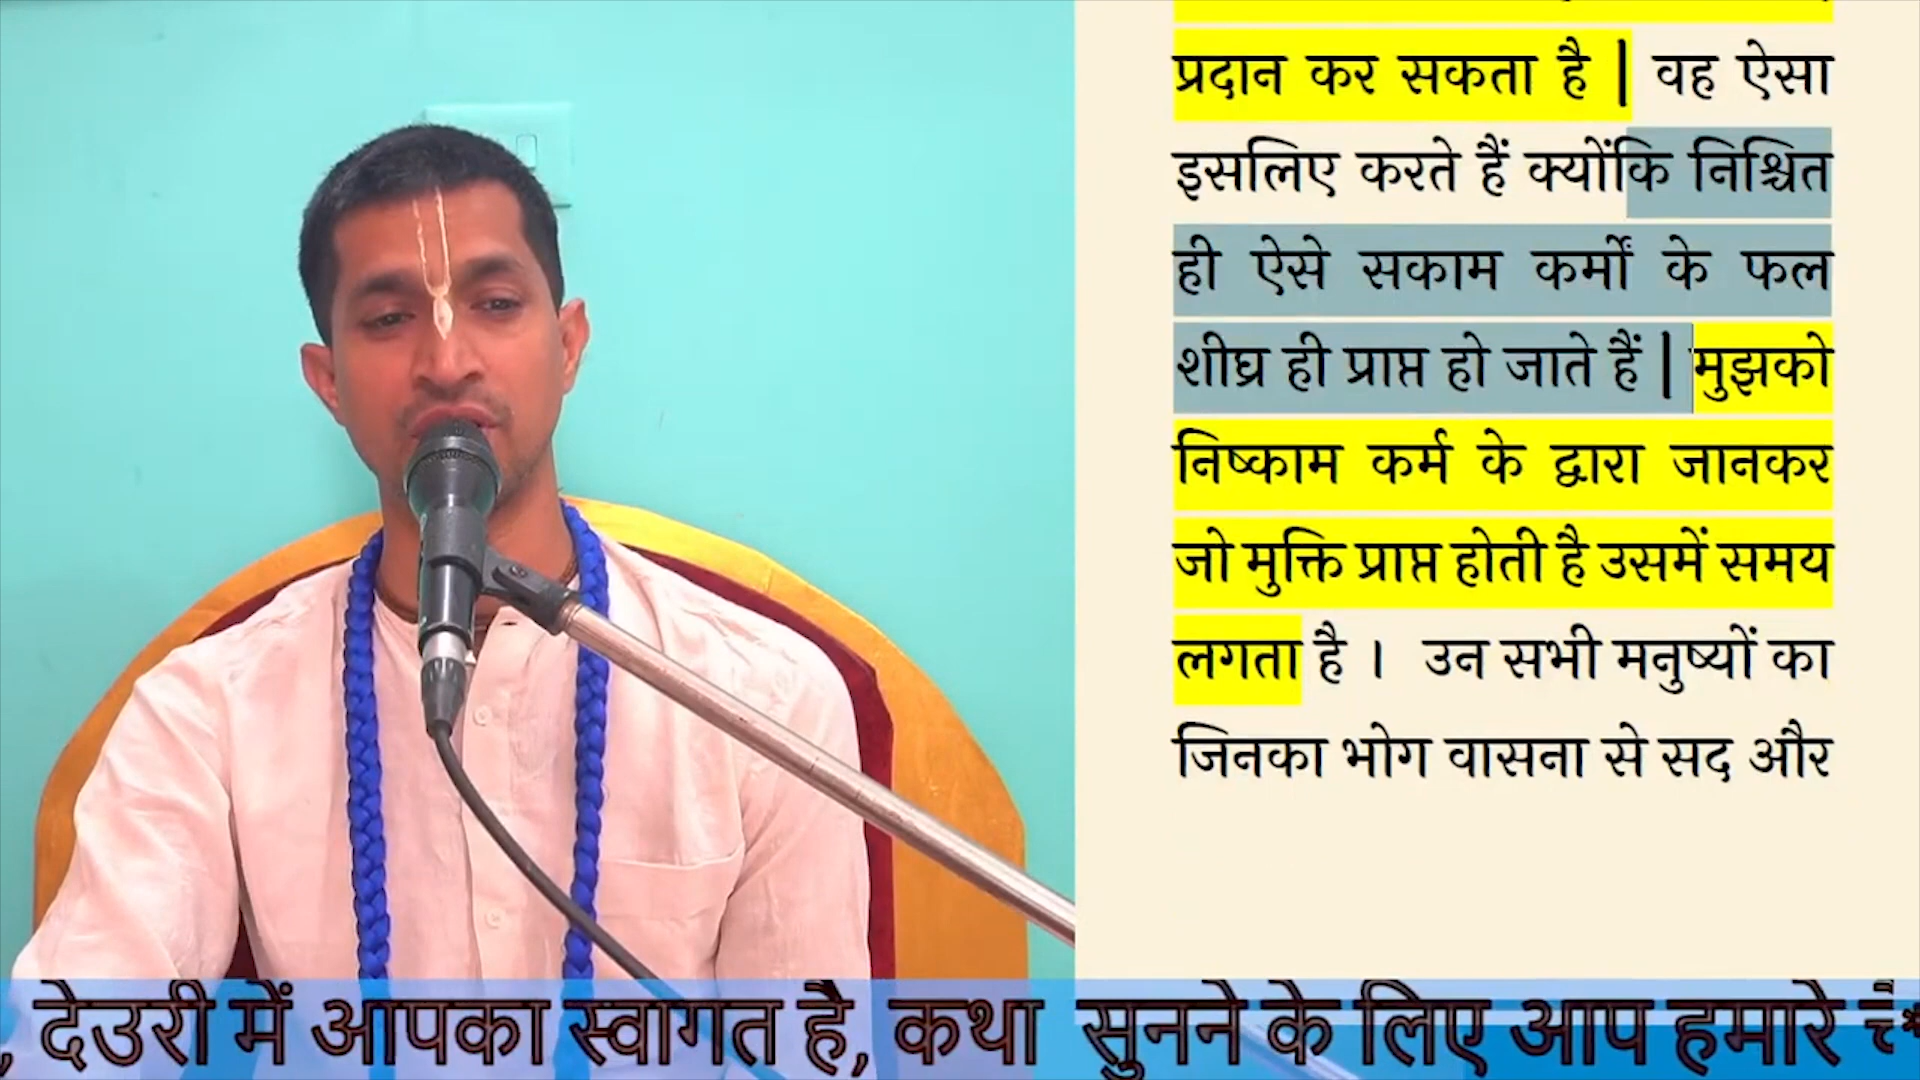 प्रदान कर सकता है | वह ऐसा
इसलिए करते हैं क्योंकि निश्चित
ही ऐसे सकाम कर्मों के फल
शीघ्र ही प्राप्त हो जाते हैं | मुझको
निष्काम कर्म के द्वारा जानकर
जो मुक्ति प्राप्त होती है उसमें समय
लगता है । उन सभी मनुष्यों का
जिनका भोग वासना से सद और
, देउरी में आपका स्वागत है, कथा सुनने के लिए आप हमारे